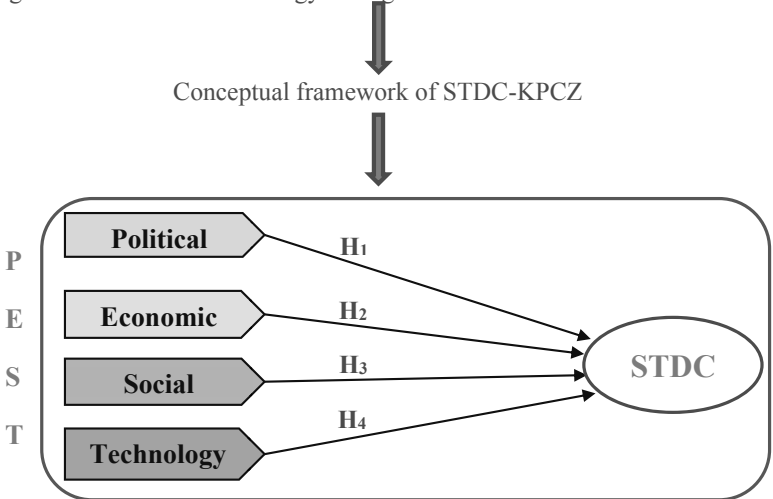 Conceptual framework of STDC-KPCZ
Political
H1
P
Economic
H2
E
STDC
Social
H3
S
Technology
H4
T